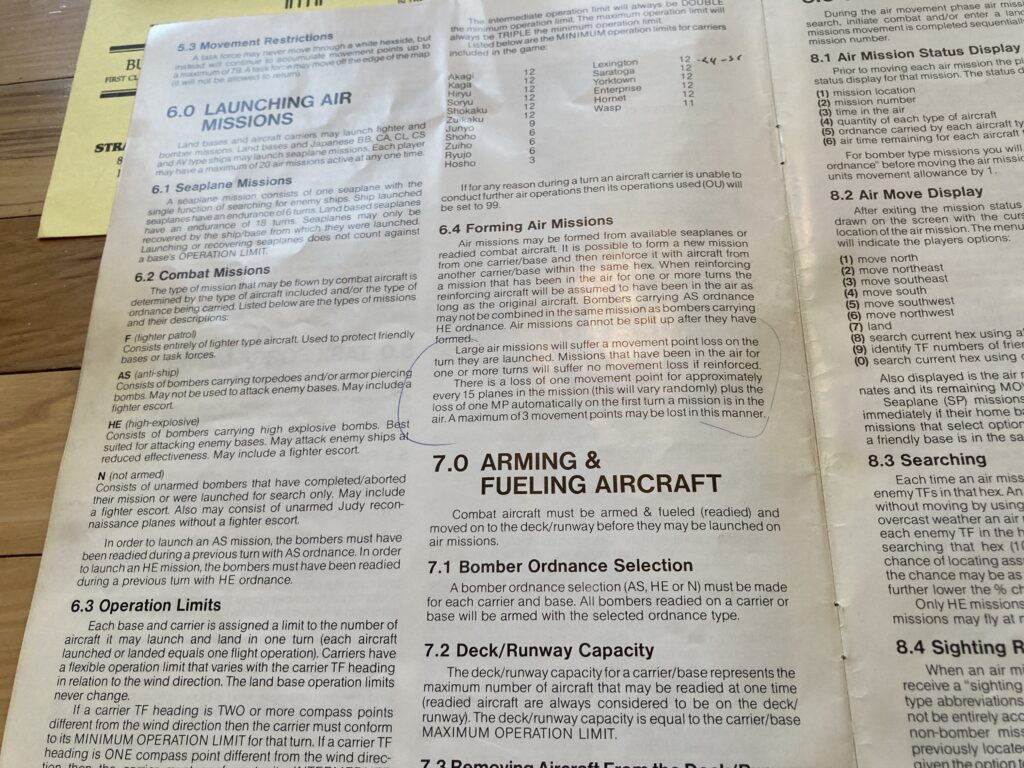 BU
FIRST CL
STRA
8
5.3 Movement Restrictions
A task force may never move through a white hexside, but
instead will continue to accumulate movement points up to
a maximum of 79. A task force may move off the edge of the map
(it will not be allowed to return).
6.0 LAUNCHING AIR
MISSIONS
Land bases and aircraft carriers may launch fighter and
bomber missions. Land bases and Japanese BB, CA, CL, CS
and AV type ships may launch seaplane missions. Each player
may have a maximum of 20 air missions active at any one time.
6.1 Seaplane Missions
A seaplane mission consists of one seaplane with the
single function of searching for enemy ships. Ship launched
seaplanes have an endurance of 6 turns. Land based seaplanes
have an endurance of 18 turns. Seaplanes may only be
recovered by the ship/base from which they were launched.
Launching or recovering seaplanes does not count against
a base's OPERATION LIMIT.
6.2 Combat Missions
The type of mission that may be flown by combat aircraft is
determined by the type of aircraft included and/or the type of
ordnance being carried. Listed below are the types of missions
and their descriptions:
F (fighter patrol)
Consists entirely of fighter type aircraft. Used to protect friendly
bases or task forces.
AS (anti-ship)
Consists of bombers carrying torpedoes and/or armor piercing
bombs. May not be used to attack enemy bases. May include a
fighter escort.
HE (high-explosive)
Consists of bombers carrying high explosive bombs. Best
suited for attacking enemy bases. May attack enemy ships at
reduced effectiveness. May include a fighter escort.
N (not armed)
Consists of unarmed bombers that have completed/aborted
their mission or were launched for search only. May include
a fighter escort. Also may consist of unarmed Judy recon-
naissance planes without a fighter escort.
In order to launch an AS mission, the bombers must have
been readied during a previous turn with AS ordnance. In order
to launch an HE mission, the bombers must have been readied
during a previous turn with HE ordnance.
6.3 Operation Limits
Each base and carrier is assigned a limit to the number of
aircraft it may launch and land in one turn (each aircraft
launched or landed equals one flight operation). Carriers have
a flexible operation limit that varies with the carrier TF heading
in relation to the wind direction. The land base operation limits
never change.
If a carrier TF heading is TWO or more compass points
different from the wind direction then the carrier must conform
to its MINIMUM OPERATION LIMIT for that turn. If a carrier TF
heading is ONE compass point different from the wind direc-
The intermediate operation limit will always be DOUBLE
the minimum operation limit. The maximum operation limit will
always be TRIPLE the minimum operation limit.
Listed below are the MINIMUM operation limits for carriers
included in the game:
Akagi 12 Lexington 12
Kaga 12 Saratoga 12
Hiryu 12 Yorktown 12
Soryu 12 Enterprise 12
Shokaku 12 Hornet 12
Zuikaku 12 Wasp 11
Junyo 9
Shoho 6
Zuiho 6
Ryujo 6
Hosho 3
If for any reason during a turn an aircraft carrier is unable to
conduct further air operations then its operations used (OU) will
be set to 99.
6.4 Forming Air Missions
Air missions may be formed from available seaplanes or
readied combat aircraft. It is possible to form a new mission
from one carrier/base and then reinforce it with aircraft from
another carrier/base within the same hex. When reinforcing
a mission that has been in the air for one or more turns the
reinforcing aircraft will be assumed to have been in the air as
long as the original aircraft. Bombers carrying AS ordnance
may not be combined in the same mission as bombers carrying
HE ordnance. Air missions cannot be split up after they have
formed.
Large air missions will suffer a movement point loss on the
turn they are launched. Missions that have been in the air for
one or more turns will suffer no movement loss if reinforced.
There is a loss of one movement point for approximately
every 15 planes in the mission (this will vary randomly) plus the
loss of one MP automatically on the first turn a mission is in the
air. A maximum of 3 movement points may be lost in this manner.
7.0 ARMING &
FUELING AIRCRAFT
Combat aircraft must be armed & fueled (readied) and
moved on to the deck/runway before they may be launched on
air missions.
7.1 Bomber Ordnance Selection
A bomber ordnance selection (AS, HE or N) must be made
for each carrier and base. All bombers readied on a carrier or
base will be armed with the selected ordnance type.
7.2 Deck/Runway Capacity
The deck/runway capacity for a carrier/base represents the
maximum number of aircraft that may be readied at one time
(readied aircraft are always considered to be on the deck/
runway). The deck/runway capacity is equal to the carrier/base
MAXIMUM OPERATION LIMIT.
7.3 Removing Aircraft From the Deck/R
During the air movement phase air miss
search, initiate combat and/or enter a land
missions movement is completed sequentiall
mission number.
8.1 Air Mission Status Display
Prior to moving each air mission the pl
status display for that mission. The status d
(1) mission location
(2) mission number
(3) time in the air
(4) quantity of each type of aircraft
(5) ordnance carried by each aircraft ty
(6) air time remaining for each aircraft
For bomber type missions you will
ordnance" before moving the air missio
units movement allowance by 1.
8.2 Air Move Display
After exiting the mission status
drawn on the screen with the curs
location of the air mission. The menu
will indicate the players options:
(1) move north
(2) move northeast
(3) move southeast
(4) move south
(5) move southwest
(6) move northwest
(7) land
(8) search current hex using a
(9) identify TF numbers of frie
(0) search current hex using o
Also displayed is the air m
nates and its remaining MO
Seaplane (SP) missions
immediately if their home ba
missions that select option
a friendly base is in the sa
8.3 Searching
Each time an air miss
enemy TFs in that hex. An
without moving by using
overcast weather an air
each enemy TF in the h
searching that hex (10
chance of locating ass
the chance may be as
further lower the % ch
Only HE missions
missions may fly at n
8.4 Sighting R
When an air mi
receive a "sighting
type abbreviations
not be entirely acc
non-bomber miss
previously locate
given the option t